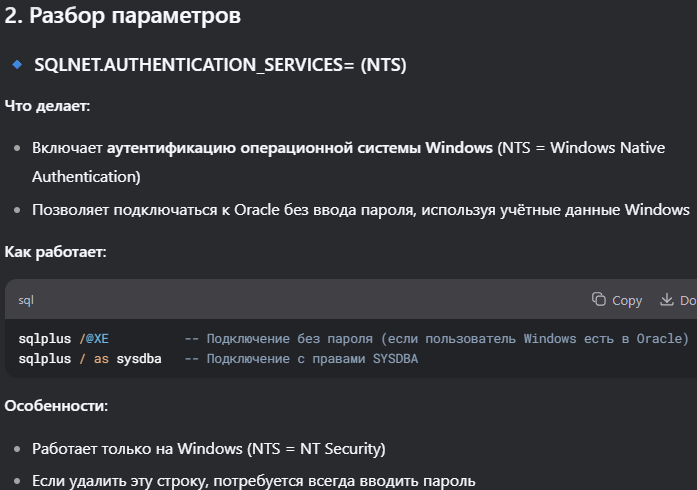 2. Разбор параметров
SQLNET.AUTHENTICATION_SERVICES= (NTS)
Что делает:
Включает аутентификацию операционной системы Windows (NTS = Windows Native
Authentication)
Позволяет подключаться к Oracle без ввода пароля, используя учётные данные Windows
Как работает:
sql Copy Do
sqlplus /@XE -- Подключение без пароля (если пользователь Windows есть в Oracle)
sqlplus / as sysdba -- Подключение с правами SYSDBA
Особенности:
Работает только на Windows (NTS = NT Security)
Если удалить эту строку, потребуется всегда вводить пароль